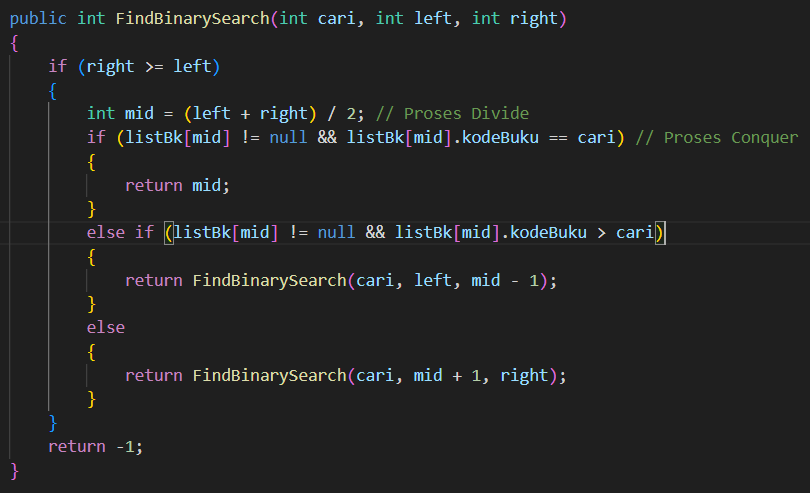 public int FindBinarySearch(int cari, int left, int right)
{
    if (right >= left)
    {
        int mid = (left + right) / 2; // Proses Divide
        if (listBk[mid] != null && listBk[mid].kodeBuku == cari) // Proses Conquer
        {
            return mid;
        }
        else if (listBk[mid] != null && listBk[mid].kodeBuku > cari)
        {
            return FindBinarySearch(cari, left, mid - 1);
        }
        else
        {
            return FindBinarySearch(cari, mid + 1, right);
        }
    }
    return -1;
}